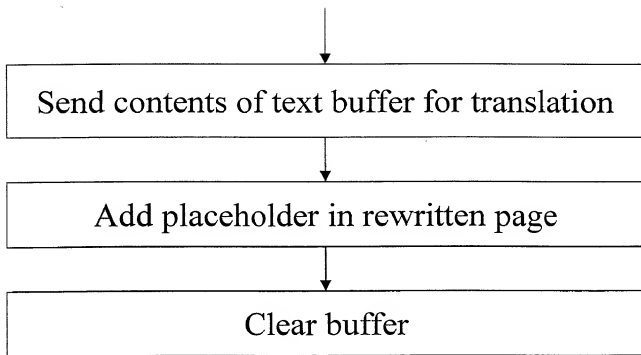 Send contents of text buffer for translation
Add placeholder in rewritten page
Clear buffer